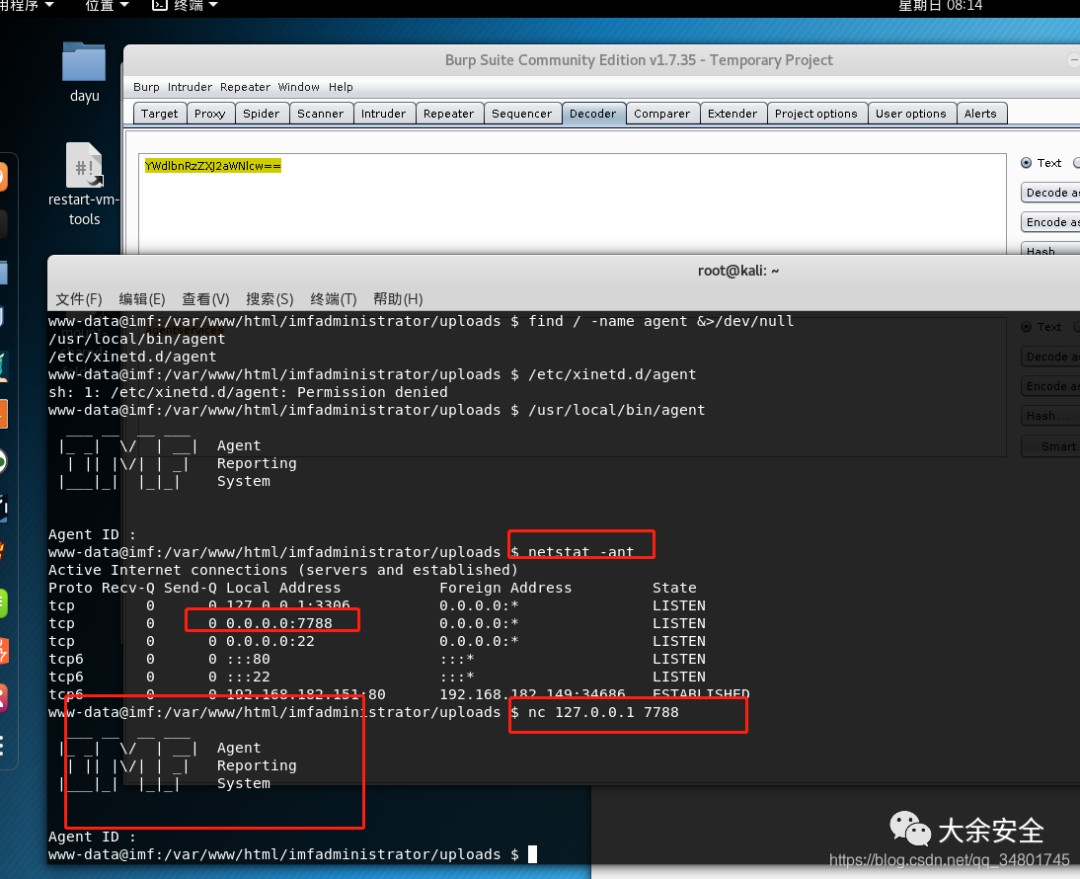 用程序 位置 终端 星期日 08:14
dayu
restart-vm-tools
Burp Suite Community Edition v1.7.35 - Temporary Project
Burp Intruder Repeater Window Help
Target Proxy Spider Scanner Intruder Repeater Sequencer Decoder Comparer Extender Project options User options Alerts
YWdlbnRzZXJ2aWNlcw==
Text
Decode as
Encode as
Hash
root@kali: ~
文件(F) 编辑(E) 查看(V) 搜索(S) 终端(T) 帮助(H)
www-data@imf:/var/www/html/imfadministrator/uploads $ find / -name agent &>/dev/null
/usr/local/bin/agent
/etc/xinetd.d/agent
www-data@imf:/var/www/html/imfadministrator/uploads $ /etc/xinetd.d/agent
sh: 1: /etc/xinetd.d/agent: Permission denied
www-data@imf:/var/www/html/imfadministrator/uploads $ /usr/local/bin/agent
  ___ __  __ ___
 |_ _|  \/  | __|  Agent
  | || |\/| | _|   Reporting
 |___|_|  |_|_|    System
Agent ID :
www-data@imf:/var/www/html/imfadministrator/uploads $ netstat -ant
Active Internet connections (servers and established)
Proto Recv-Q Send-Q Local Address           Foreign Address         State
tcp        0      0 127.0.0.1:3306          0.0.0.0:*               LISTEN
tcp        0      0 0.0.0.0:7788            0.0.0.0:*               LISTEN
tcp        0      0 0.0.0.0:22              0.0.0.0:*               LISTEN
tcp6       0      0 :::80                   :::*                    LISTEN
tcp6       0      0 :::22                   :::*                    LISTEN
tcp6       0      0 192.168.182.151:80      192.168.182.149:34686   ESTABLISHED
www-data@imf:/var/www/html/imfadministrator/uploads $ nc 127.0.0.1 7788
  ___ __  __ ___
 |_ _|  \/  | __|  Agent
  | || |\/| | _|   Reporting
 |___|_|  |_|_|    System
Agent ID :
www-data@imf:/var/www/html/imfadministrator/uploads $
Text
Decode as
Encode as
Hash ...
Smart
大余安全
https://blog.csdn.net/qq_34801745